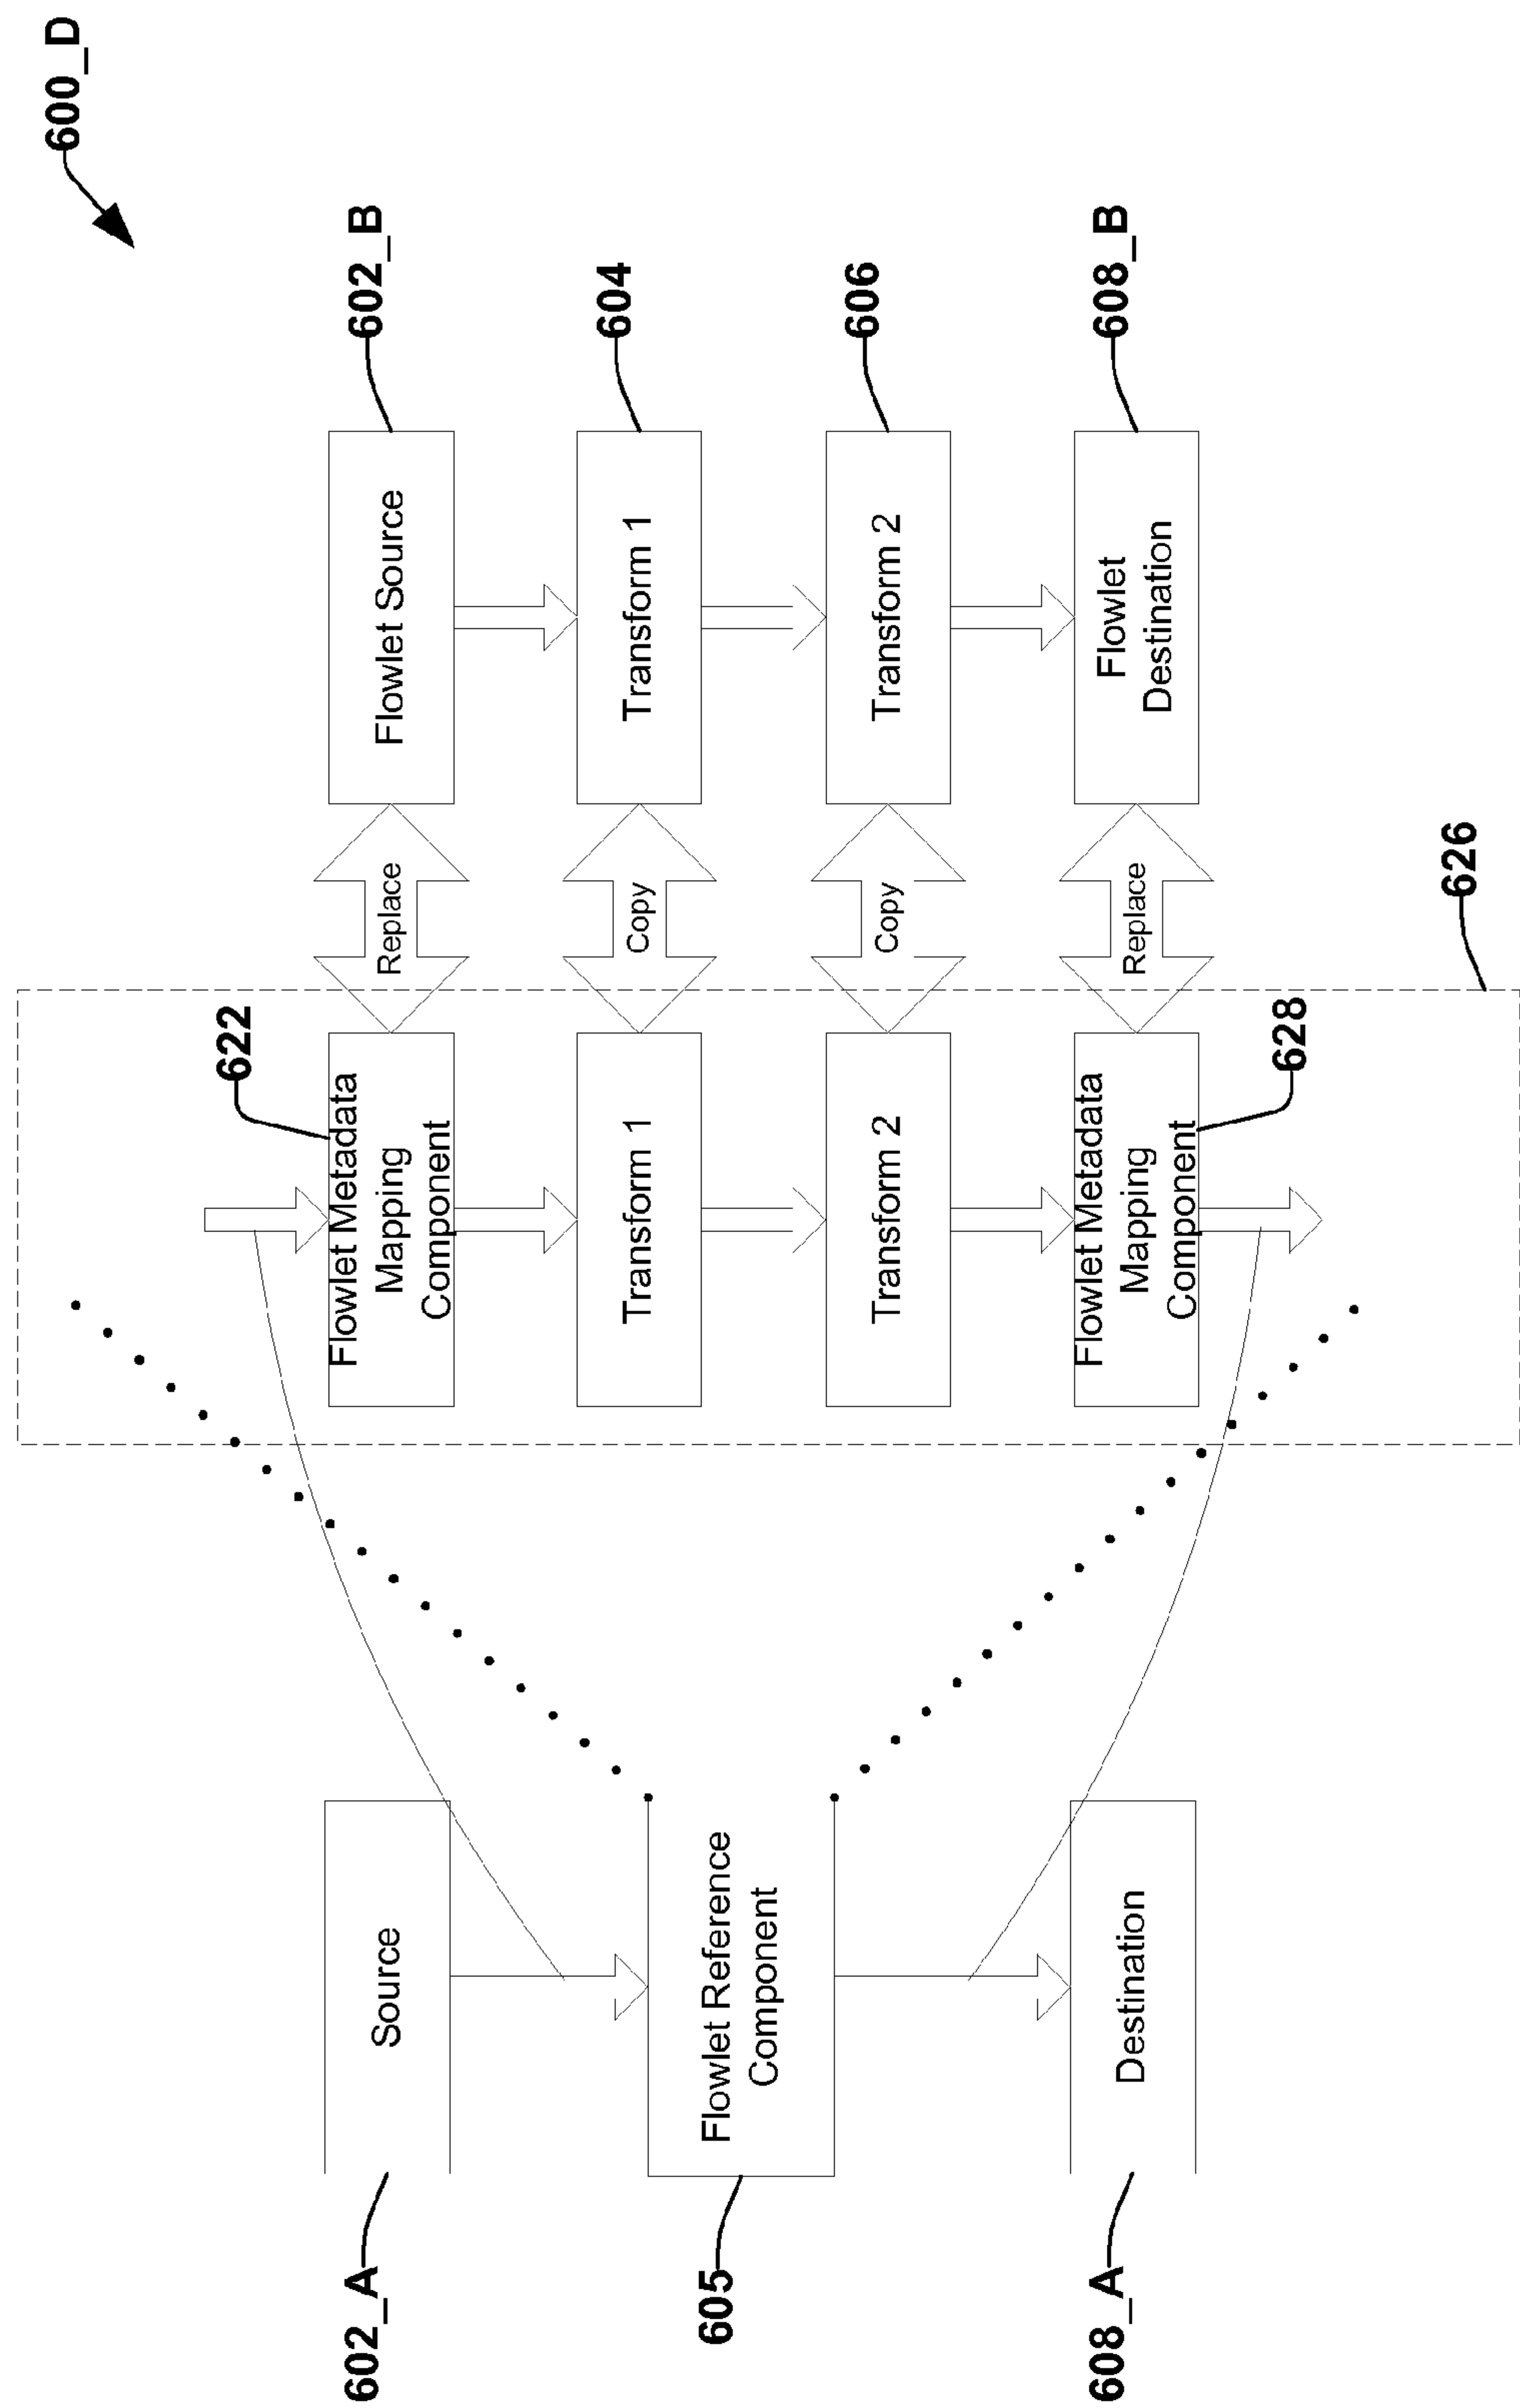 600_D
602_A
Source
605
Flowlet Reference
Component
608_A
Destination
622
Flowlet Metadata
Mapping
Component
Transform 1
Transform 2
Flowlet Metadata
Mapping
Component
628
626
Replace
Copy
Copy
Replace
602_B
Flowlet Source
604
Transform 1
606
Transform 2
608_B
Flowlet
Destination